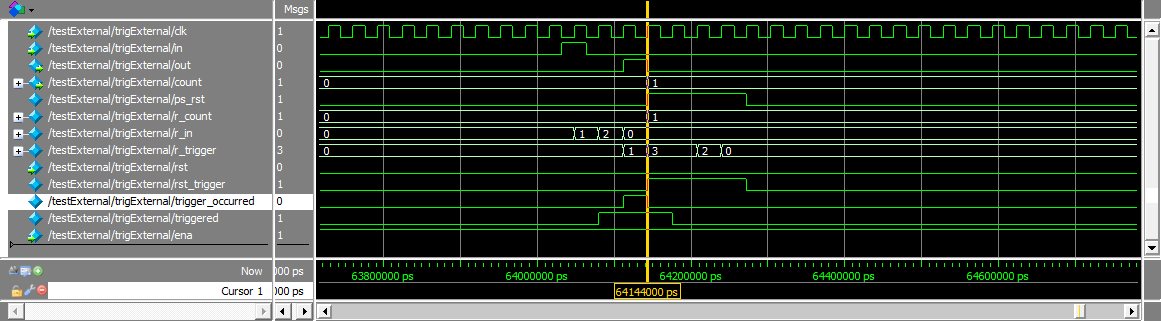 Msgs
/testExternal/trigExternal/clk 1
/testExternal/trigExternal/in 0
/testExternal/trigExternal/out 0
/testExternal/trigExternal/count 1 0 1
/testExternal/trigExternal/ps_rst 1
/testExternal/trigExternal/r_count 1 0 1
/testExternal/trigExternal/r_in 0 0 1 2 0
/testExternal/trigExternal/r_trigger 3 0 1 3 2 0
/testExternal/trigExternal/rst 0
/testExternal/trigExternal/rst_trigger 1
/testExternal/trigExternal/trigger_occurred 0
/testExternal/trigExternal/triggered 1
/testExternal/trigExternal/ena 1
Now 000 ps 63800000 ps 64000000 ps 64200000 ps 64400000 ps 64600000 ps
Cursor 1 000 ps 64144000 ps